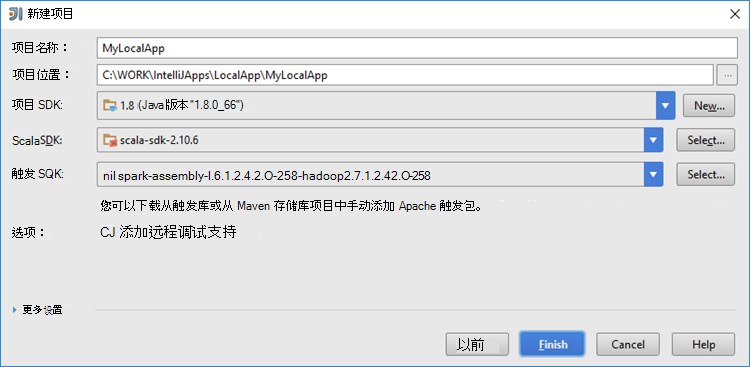 新建项目
项目名称： MyLocalApp
项目位置： C:\WORK\IntelliJApps\LocalApp\MyLocalApp ...
项目 SDK: 1.8 (Java版本 "1.8.0_66") New...
ScalaSDK: scala-sdk-2.10.6 Select...
触发 SQK: nil spark-assembly-l.6.1.2.4.2.O-258-hadoop2.7.1.2.42.O-258 Select...
您可以下载从触发库或从 Maven 存储库项目中手动添加 Apache 触发包。
选项： CJ 添加远程调试支持
更多设置
以前 Finish Cancel Help